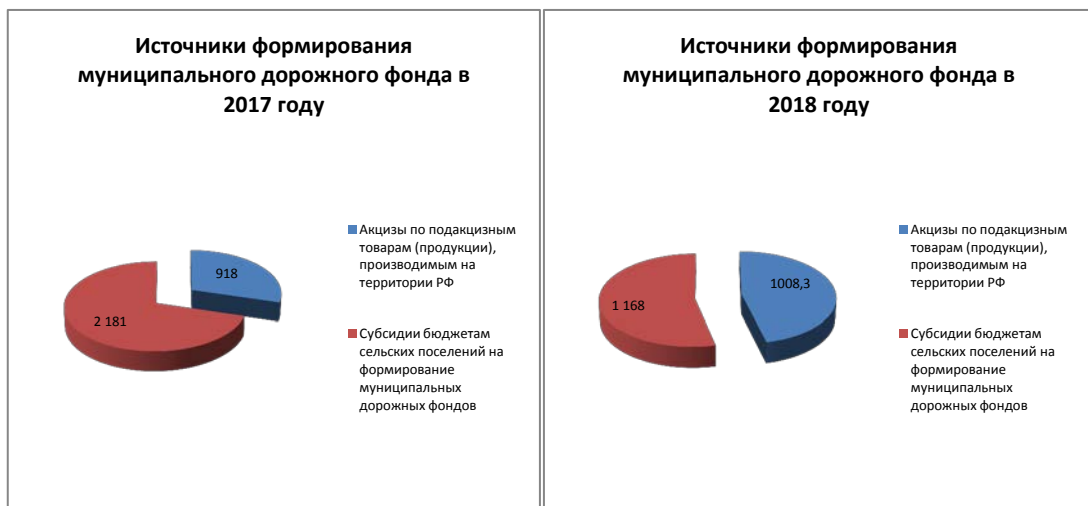 Источники формирования
муниципального дорожного фонда в
2017 году
918
2 181
Акцизы по подакцизным
товарам (продукции),
производимым на
территории РФ
Субсидии бюджетам
сельских поселений на
формирование
муниципальных
дорожных фондов
Источники формирования
муниципального дорожного фонда в
2018 году
1008,3
1 168
Акцизы по подакцизным
товарам (продукции),
производимым на
территории РФ
Субсидии бюджетам
сельских поселений на
формирование
муниципальных
дорожных фондов